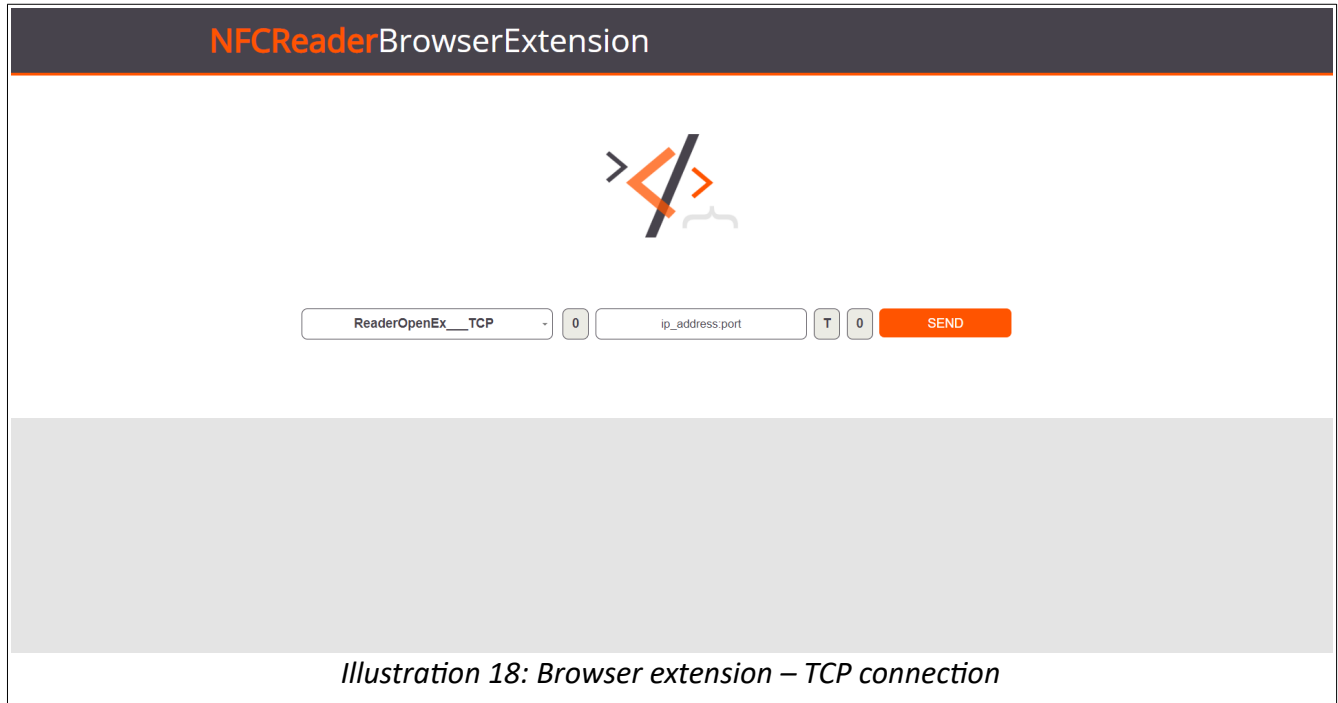 NFCReaderBrowserExtension
ReaderOpenEx___TCP 0 ip_address:port T 0 SEND
Illustration 18: Browser extension – TCP connection